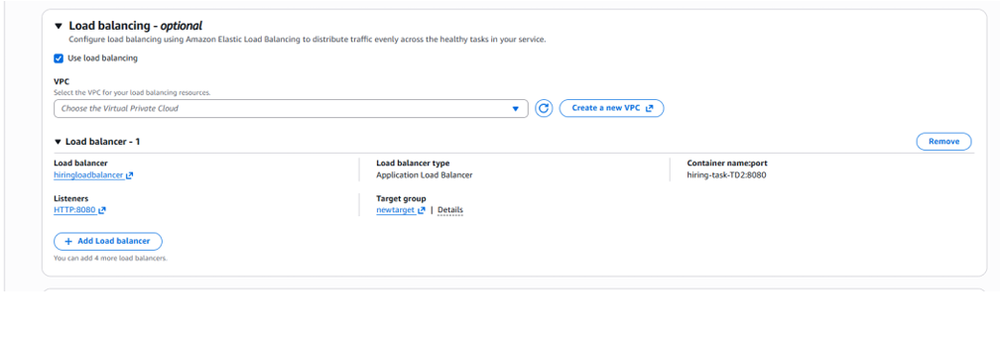 Load balancing - optional
Configure load balancing using Amazon Elastic Load Balancing to distribute traffic evenly across the healthy tasks in your service.
Use load balancing
VPC
Select the VPC for your load balancing resources.
Choose the Virtual Private Cloud
Create a new VPC
Load balancer - 1
Remove
Load balancer
hiringloadbalancer
Load balancer type
Application Load Balancer
Container name:port
hiring-task-TD2:8080
Listeners
HTTP:8080
Target group
newtarget | Details
+ Add Load balancer
You can add 4 more load balancers.